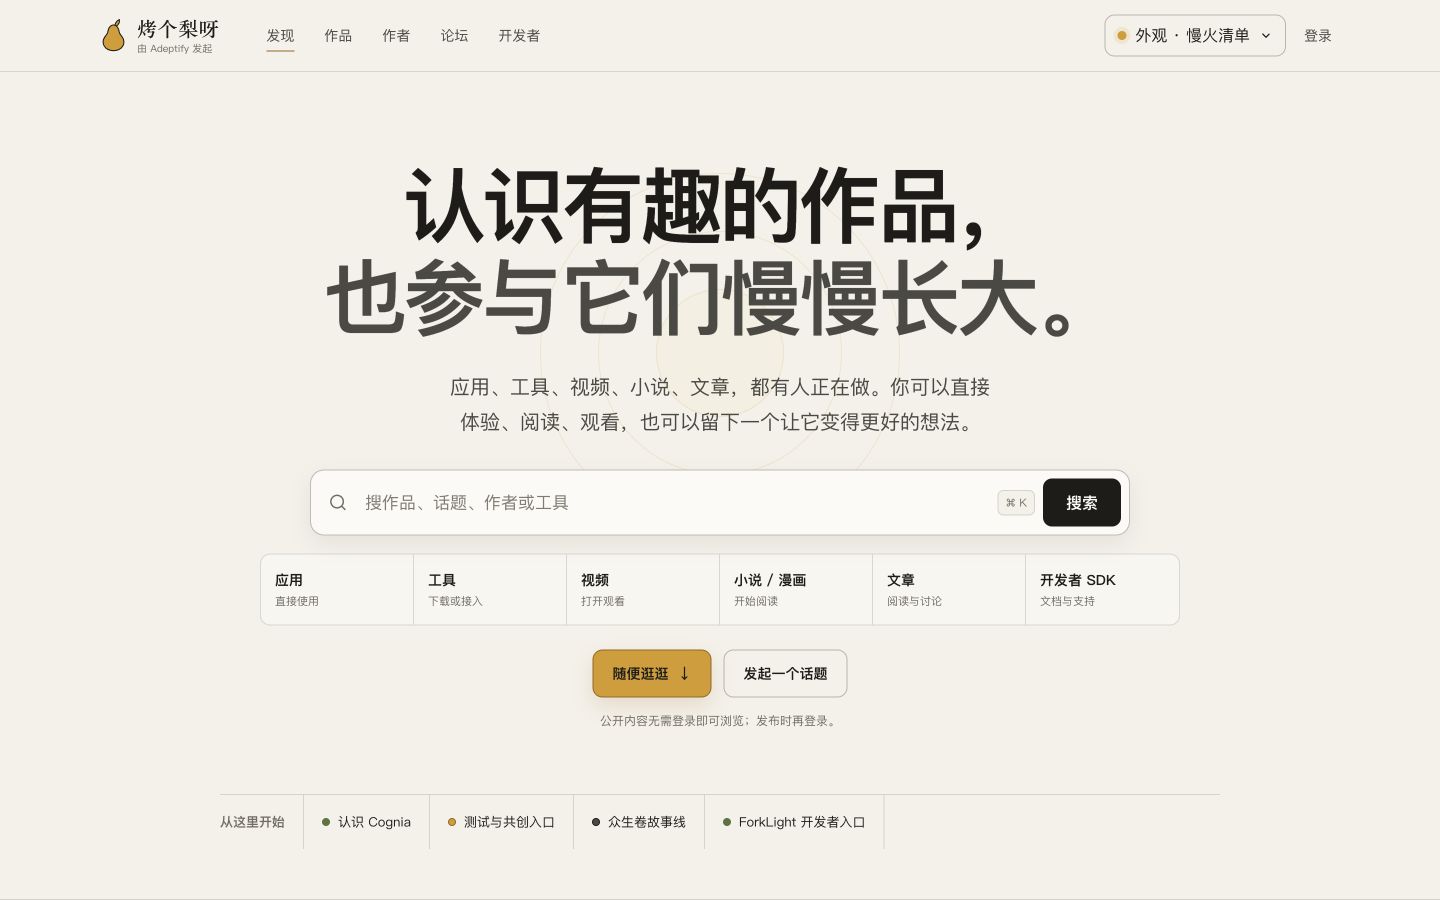 烤个梨呀
由 Adeptify 发起
发现 作品 作者 论坛 开发者
外观 · 慢火清单
登录
认识有趣的作品，
也参与它们慢慢长大。
应用、工具、视频、小说、文章，都有人正在做。你可以直接
体验、阅读、观看，也可以留下一个让它变得更好的想法。
搜作品、话题、作者或工具
⌘ K
搜索
应用
直接使用
工具
下载或接入
视频
打开观看
小说 / 漫画
开始阅读
文章
阅读与讨论
开发者 SDK
文档与支持
随便逛逛 ↓
发起一个话题
公开内容无需登录即可浏览；发布时再登录。
从这里开始
认识 Cognia
测试与共创入口
众生卷故事线
ForkLight 开发者入口